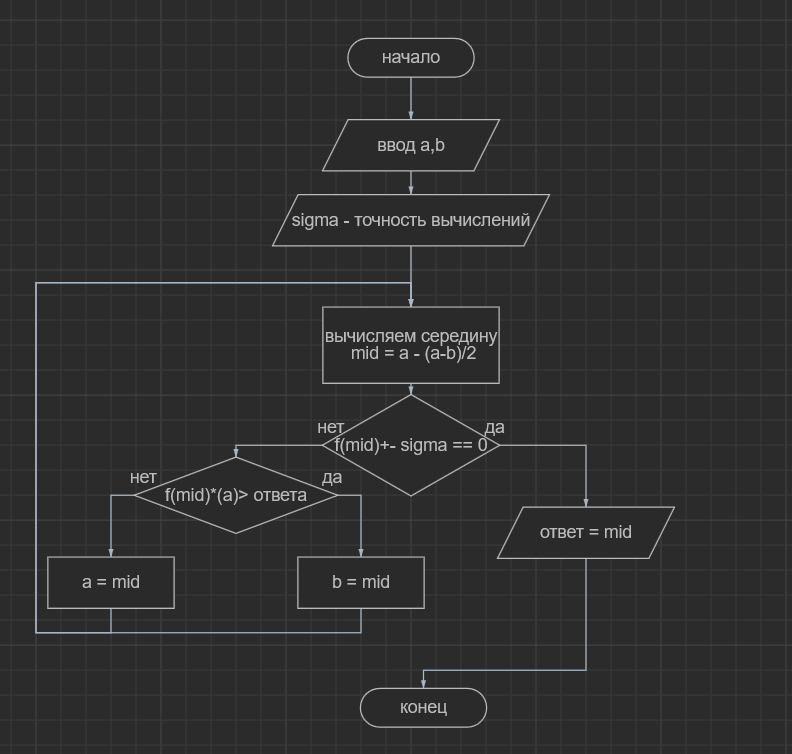 начало
ввод a,b
sigma - точность вычислений
вычисляем середину
mid = a - (a-b)/2
нет
да
f(mid)+- sigma == 0
нет
да
f(mid)*(a)> ответа
ответ = mid
a = mid
b = mid
конец